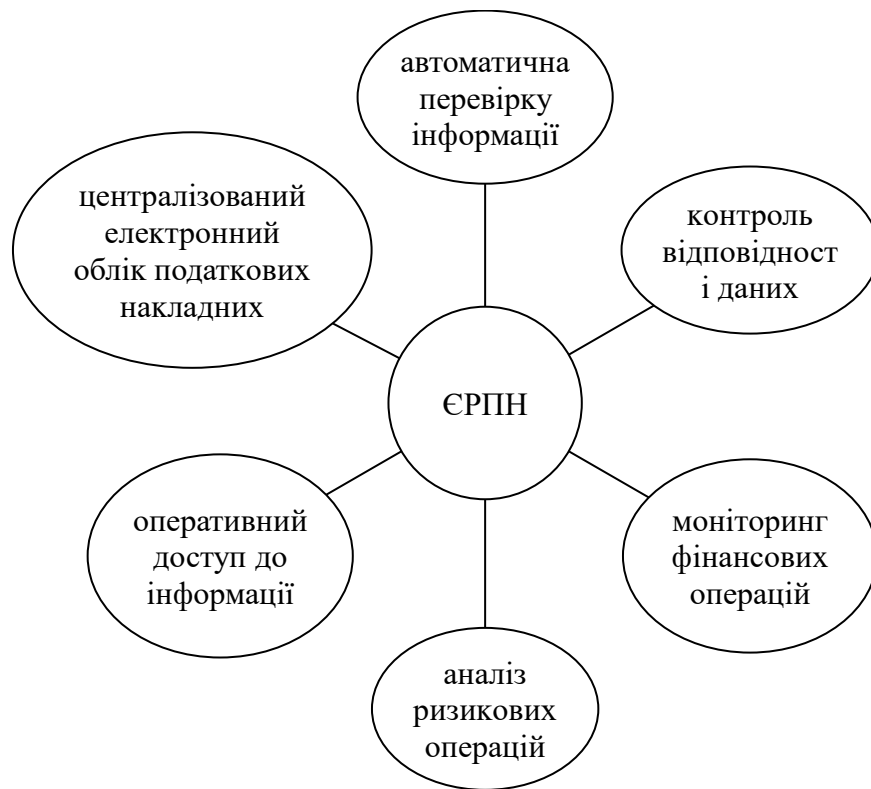 автоматична
перевірку
інформації
централізований
електронний
облік податкових
накладних
контроль
відповідност
і даних
ЄРПН
оперативний
доступ до
інформації
моніторинг
фінансових
операцій
аналіз
ризикових
операцій